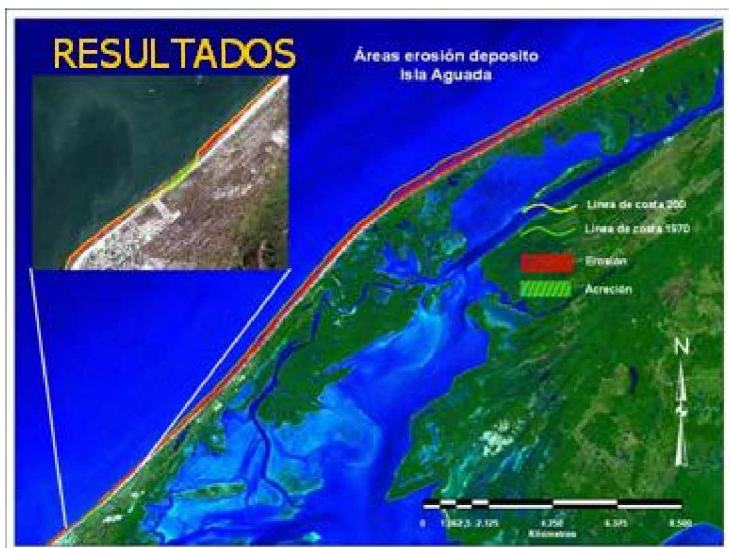 RESULTADOS
Áreas erosión deposito
Isla Aguada
Linea de costa 200
Linea de costa 1970
Erosión
Acreción
N
0 2.125 4.250 6.375 8.500
Kilometros